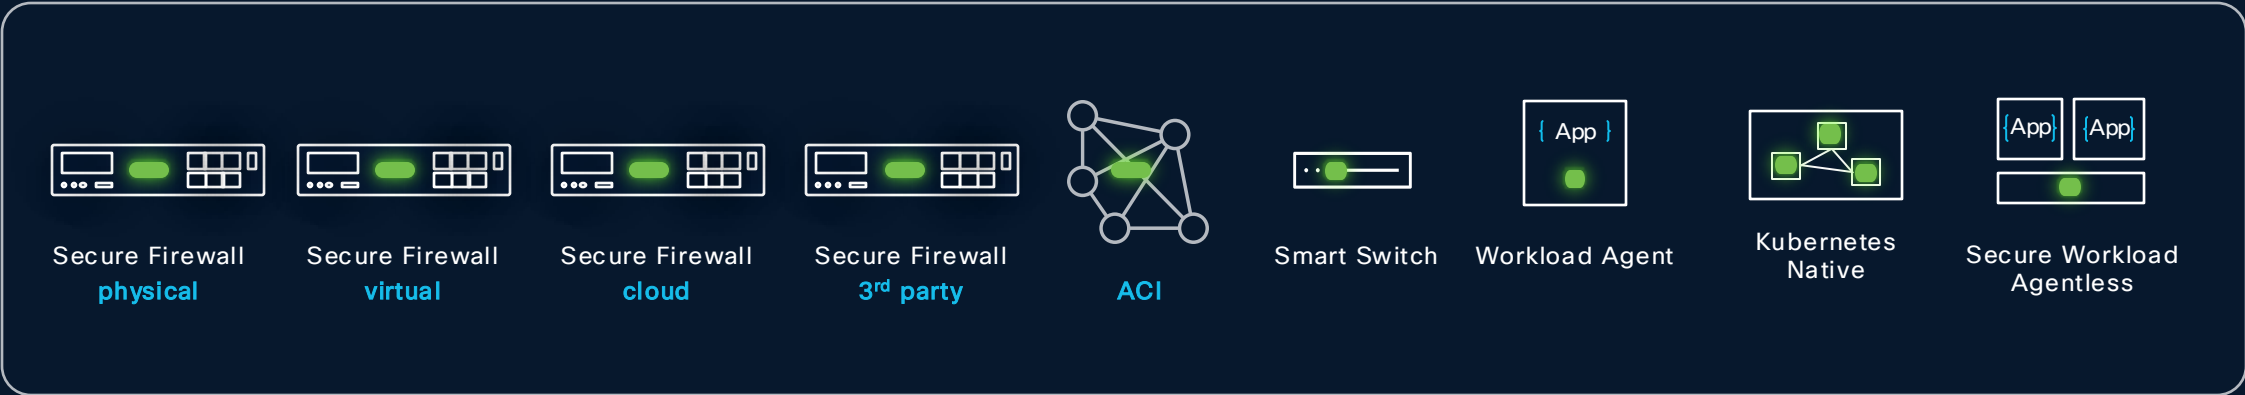 { App }
{App}
{App}
Secure Firewall
physical
Secure Firewall
virtual
Secure Firewall
cloud
Secure Firewall
3rd party
ACI
Smart Switch
Workload Agent
Kubernetes
Native
Secure Workload
Agentless